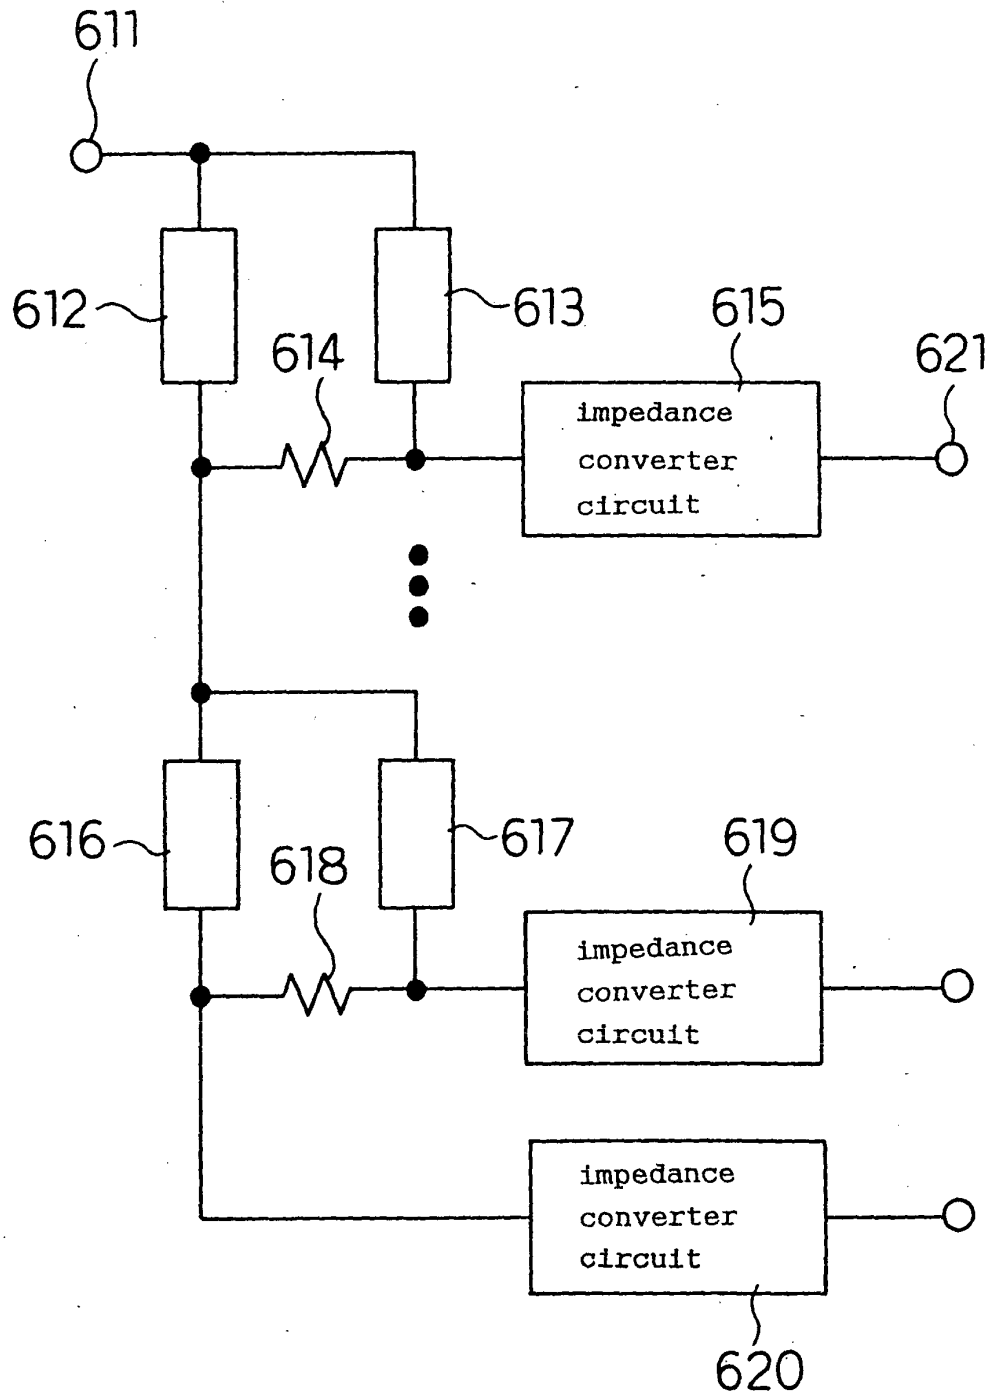 611
612
613
614
615
621
impedance
converter
circuit
616
617
618
619
impedance
converter
circuit
impedance
converter
circuit
620